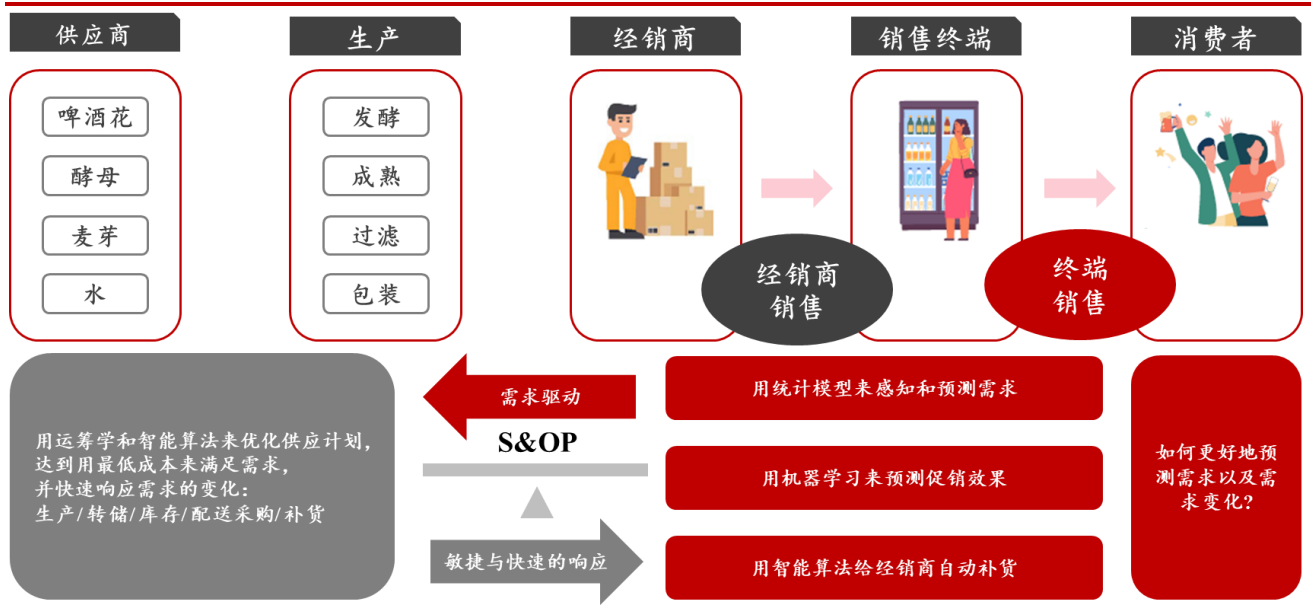 供应商
生产
经销商
销售终端
消费者
啤酒花
酵母
麦芽
水
发酵
成熟
过滤
包装
经销商
销售
终端
销售
用运筹学和智能算法来优化供应计划，
达到用最低成本来满足需求，
并快速响应需求的变化：
生产/转储/库存/配送采购/补货
需求驱动
S&OP
敏捷与快速的响应
用统计模型来感知和预测需求
用机器学习来预测促销效果
用智能算法给经销商自动补货
如何更好地预
测需求以及需
求变化?